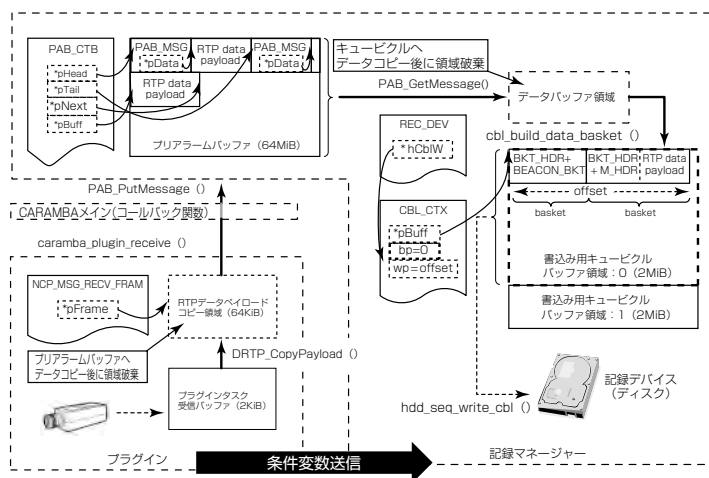 PAB_CTB
*pHead
*pTail
*pNext
*pBuff
PAB_MSG
*pData
RTP data
payload
PAB_MSG
*pData
RTP data
payload
プリアラームバッファ(64MiB)
キュービクルへ
データコピー後に領域破棄
PAB_GetMessage()
データバッファ領域
REC_DEV
*hCblW
cbl_build_data_basket ()
BKT_HDR+
BEACON_BKT
BKT_HDR
+ M_HDR
RTP data
payload
offset
basket
basket
CBL_CTX
*pBuff
bp=0
wp=offset
書込み用キュービクル
バッファ領域:0 (2MiB)
書込み用キュービクル
バッファ領域:1 (2MiB)
PAB_PutMessage ()
CARAMBAメイン(コールバック関数)
caramba_plugin_receive ()
NCP_MSG_RECV_FRAM
*pFrame
RTPデータペイロード
コピー領域(64KiB)
プリアラームバッファへ
データコピー後に領域破棄
DRTP_CopyPayload ()
プラグインタスク
受信バッファ(2KiB)
hdd_seq_write_cbl ()
記録デバイス
(ディスク)
プラグイン
条件変数送信
記録マネージャー